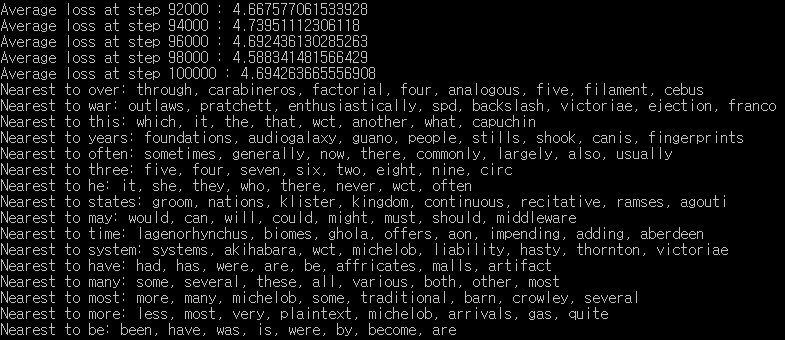 Average loss at step 92000 : 4.667577061533928
Average loss at step 94000 : 4.73951112306118
Average loss at step 96000 : 4.692436130285263
Average loss at step 98000 : 4.588341481566429
Average loss at step 100000 : 4.694263665556908
Nearest to over: through, carabineros, factorial, four, analogous, five, filament, cebus
Nearest to war: outlaws, pratchett, enthusiastically, spd, backslash, victoriae, ejection, franco
Nearest to this: which, it, the, that, wct, another, what, capuchin
Nearest to years: foundations, audiogalaxy, guano, people, stills, shook, canis, fingerprints
Nearest to often: sometimes, generally, now, there, commonly, largely, also, usually
Nearest to three: five, four, seven, six, two, eight, nine, circ
Nearest to he: it, she, they, who, there, never, wct, often
Nearest to states: groom, nations, klister, kingdom, continuous, recitative, ramses, agouti
Nearest to may: would, can, will, could, might, must, should, middleware
Nearest to time: lagenorhynchus, biomes, ghola, offers, aon, impending, adding, aberdeen
Nearest to system: systems, akihabara, wct, michelob, liability, hasty, thornton, victoriae
Nearest to have: had, has, were, are, be, affricates, malls, artifact
Nearest to many: some, several, these, all, various, both, other, most
Nearest to most: more, many, michelob, some, traditional, barn, crowley, several
Nearest to more: less, most, very, plaintext, michelob, arrivals, gas, quite
Nearest to be: been, have, was, is, were, by, become, are